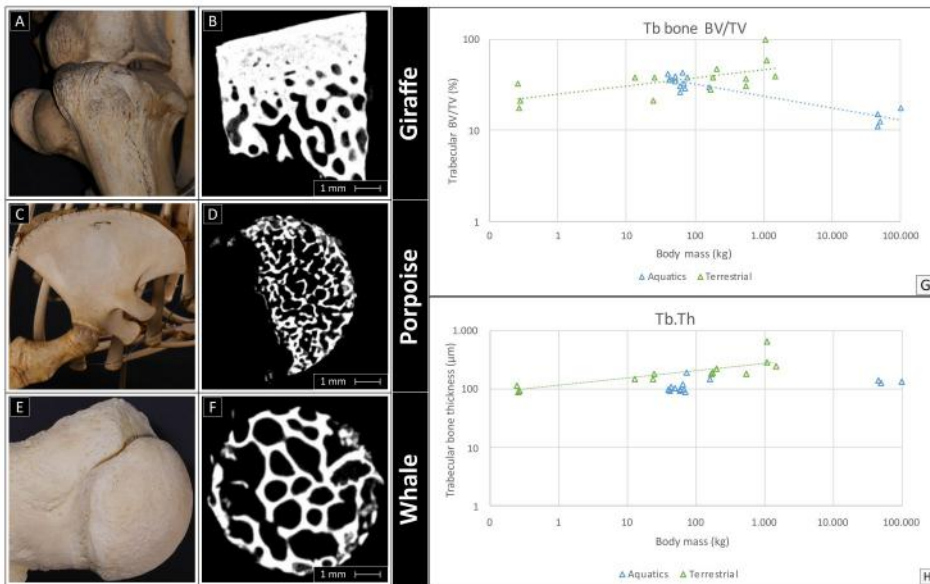 A
B
1 mm
Giraffe
C
D
1 mm
Porpoise
E
F
1 mm
Whale
Tb bone BV/TV
Trabecular BV/TV (%)
100
10
1
0 1 10 100 1.000 10.000 100.000
Body mass (kg)
Aquatics Terrestrial
G
Tb.Th
Trabecular bone thickness (μm)
1.000
100
10
1
0 1 10 100 1.000 10.000 100.000
Body mass (kg)
Aquatics Terrestrial
H